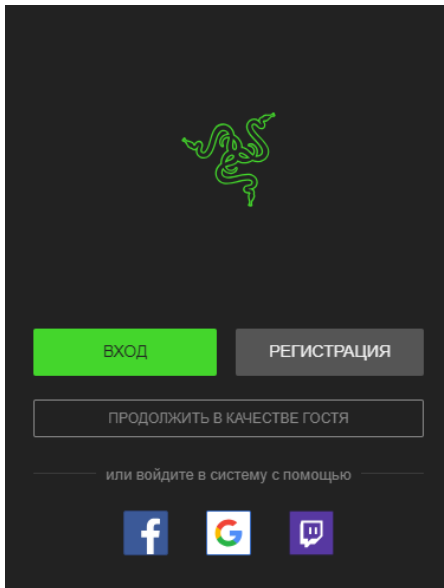 ВХОД
РЕГИСТРАЦИЯ
ПРОДОЛЖИТЬ В КАЧЕСТВЕ ГОСТЯ
или войдите в систему с помощью